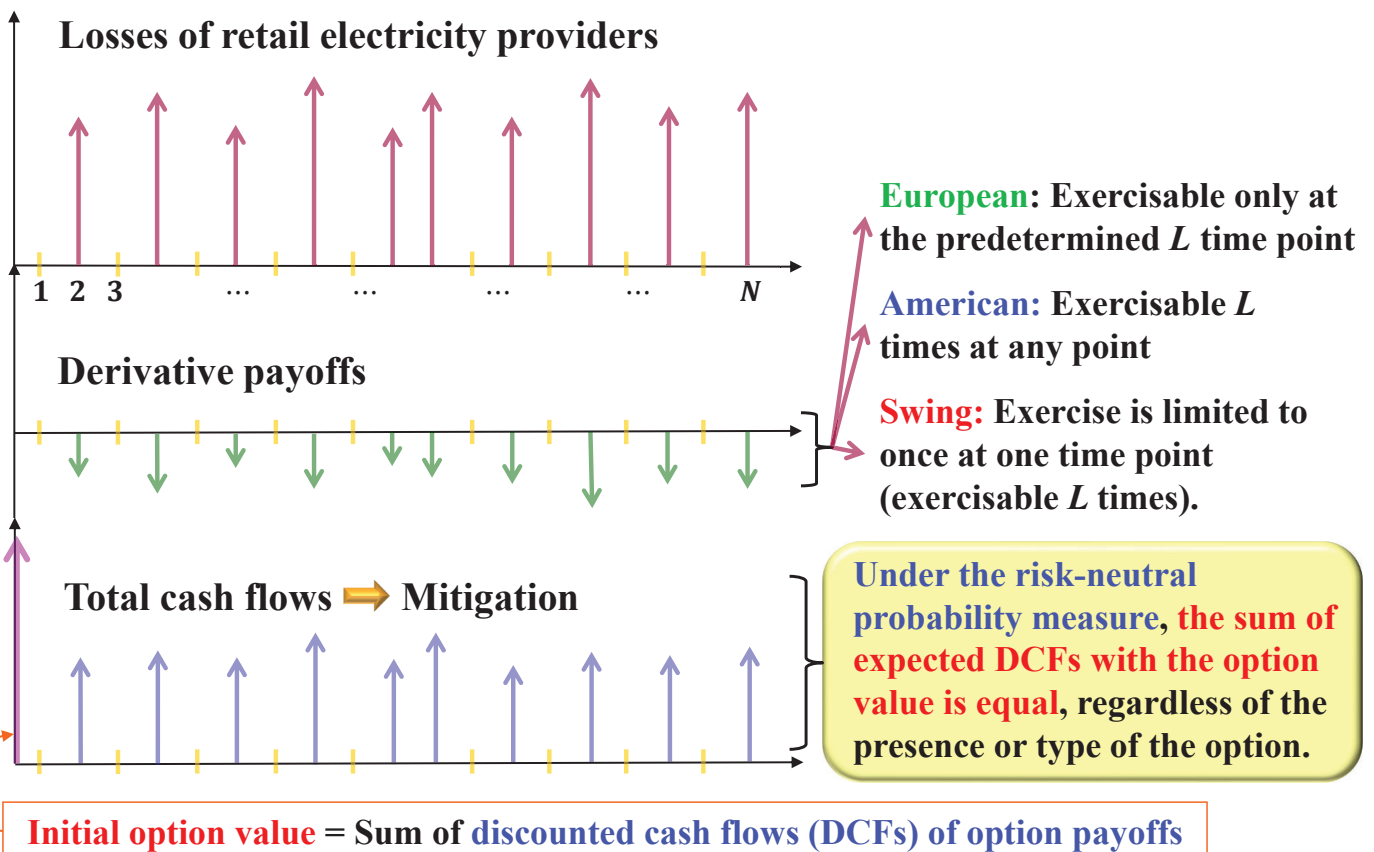 Losses of retail electricity providers
1 2 3 ... ... ... ... N
European: Exercisable only at
the predetermined L time point
American: Exercisable L
times at any point
Swing: Exercise is limited to
once at one time point
(exercisable L times).
Derivative payoffs
Total cash flows Mitigation
Under the risk-neutral
probability measure, the sum of
expected DCFs with the option
value is equal, regardless of the
presence or type of the option.
Initial option value = Sum of discounted cash flows (DCFs) of option payoffs